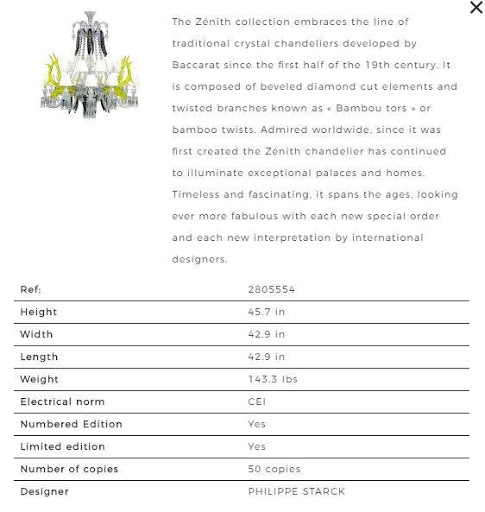 The Zénith collection embraces the line of
traditional crystal chandeliers developed by
Baccarat since the first half of the 19th century. It
is composed of beveled diamond cut elements and
twisted branches known as « Bambou tors » or
bamboo twists. Admired worldwide, since it was
first created the Zénith chandelier has continued
to illuminate exceptional palaces and homes.
Timeless and fascinating, it spans the ages, looking
ever more fabulous with each new special order
and each new interpretation by international
designers.
Ref: 2805554
Height 45.7 in
Width 42.9 in
Length 42.9 in
Weight 143.3 lbs
Electrical norm CEI
Numbered Edition Yes
Limited edition Yes
Number of copies 50 copies
Designer PHILIPPE STARCK